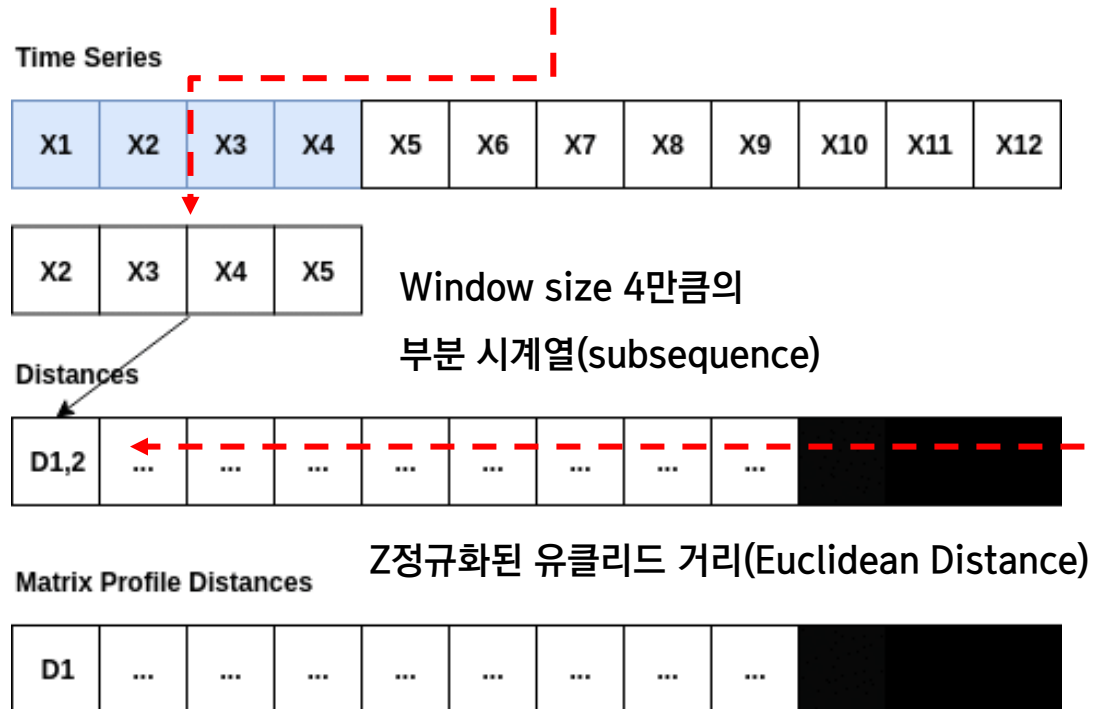 Time Series
X1 X2 X3 X4 X5 X6 X7 X8 X9 X10 X11 X12
X2 X3 X4 X5
Window size 4만큼의
부분 시계열(subsequence)
Distances
D1,2 ... ... ... ... ... ... ... ...
Z정규화된 유클리드 거리(Euclidean Distance)
Matrix Profile Distances
D1 ... ... ... ... ... ... ... ...